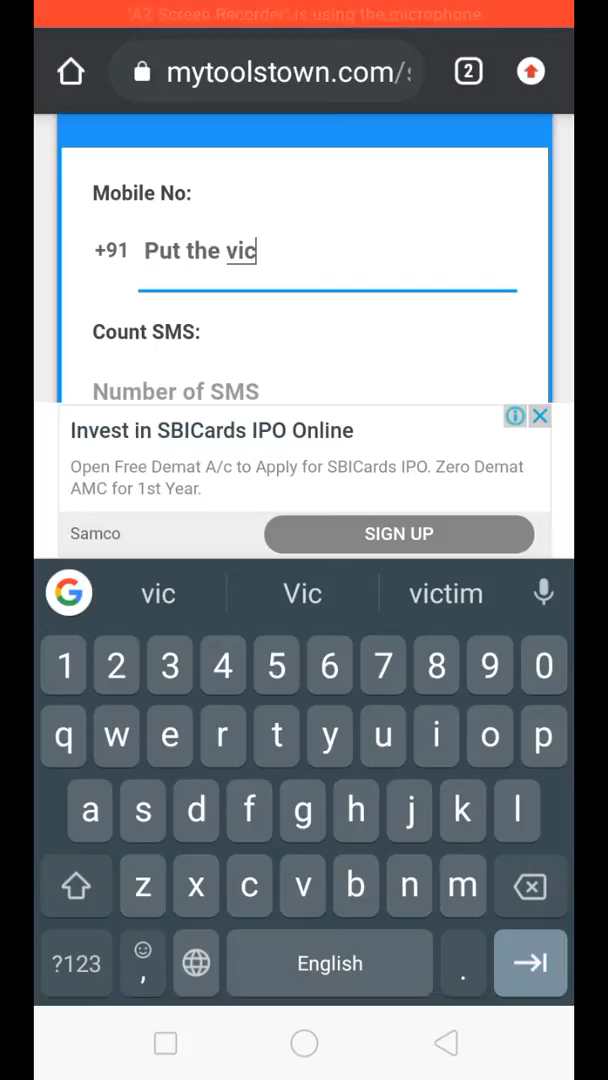 'AZ Screen Recorder' is using the microphone
mytoolstown.com/s
2
Mobile No:
+91 Put the vic
Count SMS:
Number of SMS
Invest in SBICards IPO Online
Open Free Demat A/c to Apply for SBICards IPO. Zero Demat
AMC for 1st Year.
Samco SIGN UP
G vic Vic victim
1 2 3 4 5 6 7 8 9 0
q w e r t y u i o p
a s d f g h j k l
z x c v b n m
?123 , English .